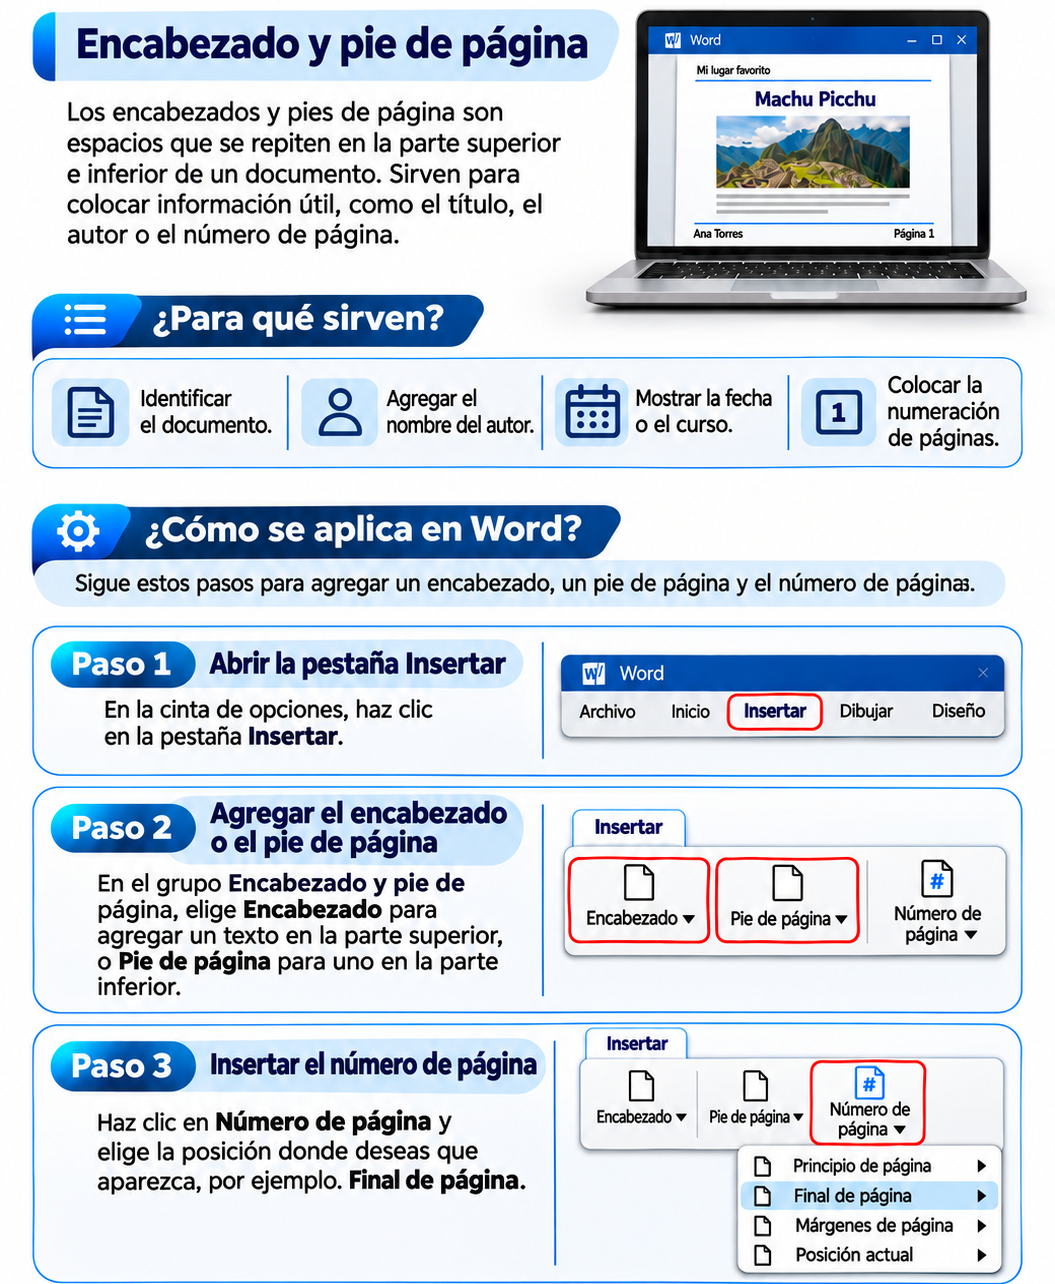 Encabezado y pie de página
Los encabezados y pies de página son
espacios que se repiten en la parte superior
e inferior de un documento. Sirven para
colocar información útil, como el título, el
autor o el número de página.
W Word
Mi lugar favorito
Machu Picchu
Ana Torres
Página 1
¿Para qué sirven?
Identificar
el documento.
Agregar el
nombre del autor.
Mostrar la fecha
o el curso.
1
Colocar la
numeración
de páginas.
¿Cómo se aplica en Word?
Sigue estos pasos para agregar un encabezado, un pie de página y el número de páginas.
Paso 1
Abrir la pestaña Insertar
En la cinta de opciones, haz clic
en la pestaña Insertar.
W Word
Archivo Inicio Insertar Dibujar Diseño
Paso 2
Agregar el encabezado
o el pie de página
En el grupo Encabezado y pie de
página, elige Encabezado para
agregar un texto en la parte superior,
o Pie de página para uno en la parte
inferior.
Insertar
Encabezado
Pie de página
#
Número de
página
Paso 3
Insertar el número de página
Haz clic en Número de página y
elige la posición donde deseas que
aparezca, por ejemplo. Final de página.
Insertar
Encabezado
Pie de página
#
Número de
página
Principio de página
Final de página
Márgenes de página
Posición actual